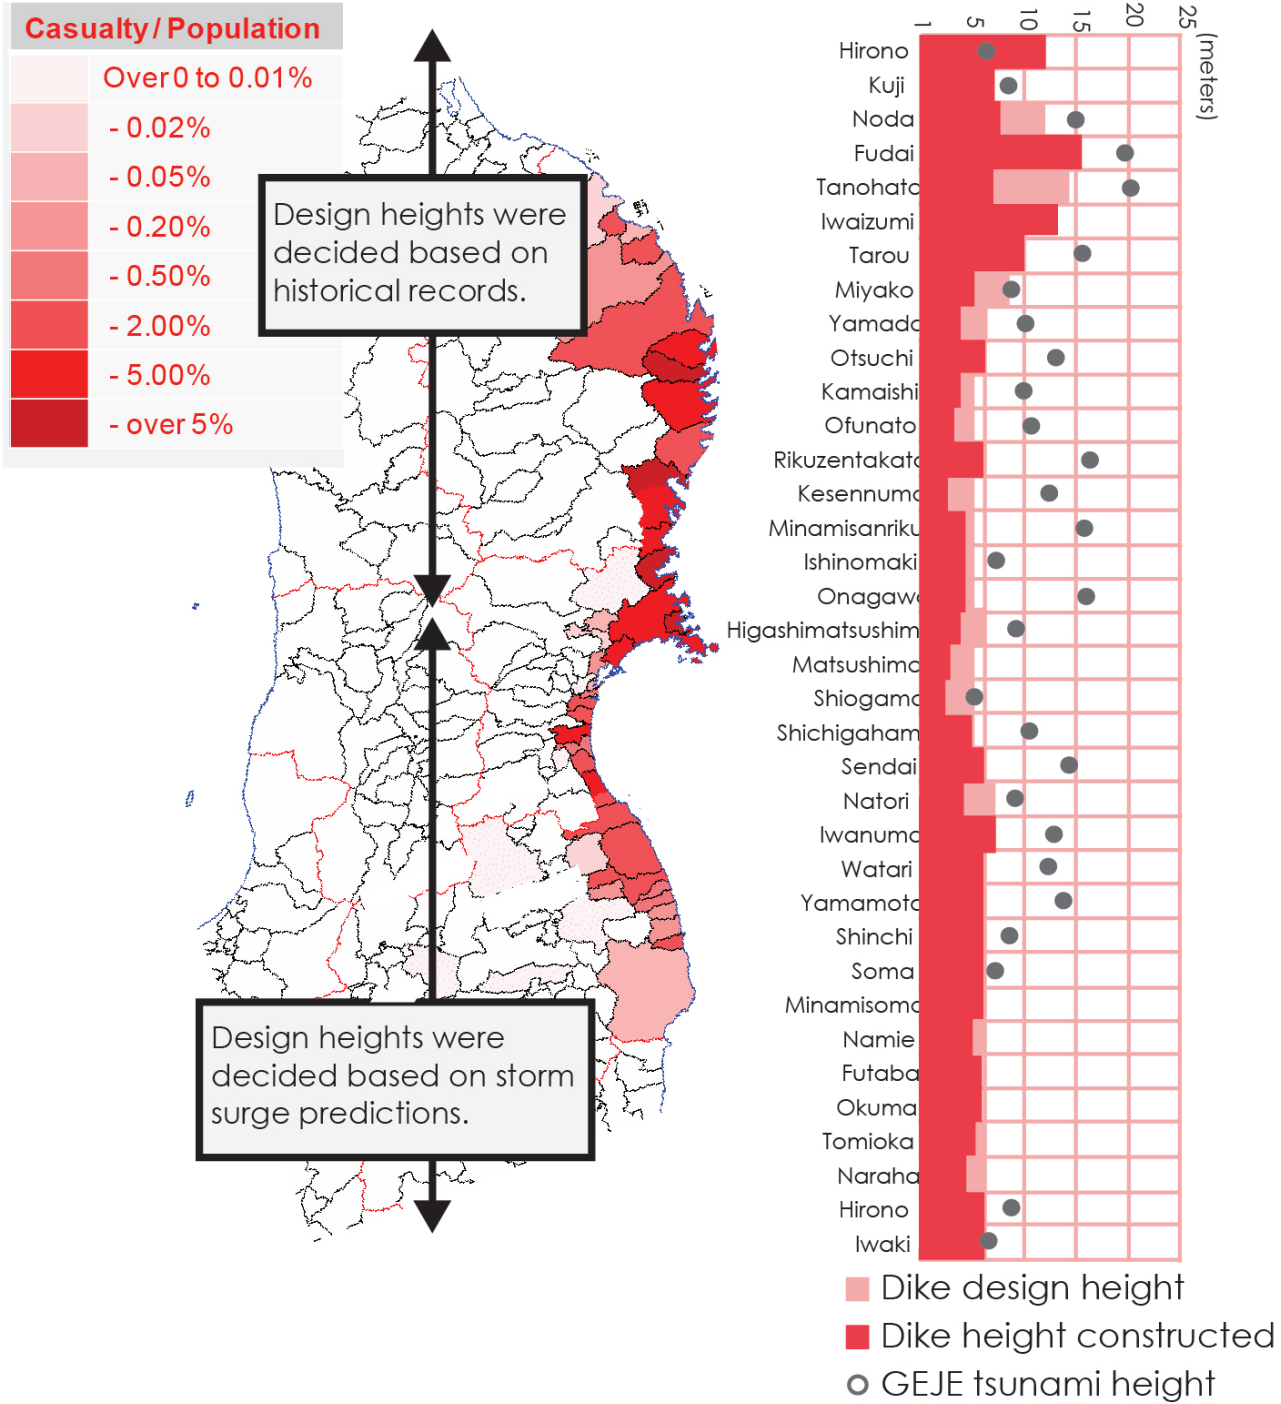 Casualty / Population
Over 0 to 0.01%
- 0.02%
- 0.05%
- 0.20%
- 0.50%
- 2.00%
- 5.00%
- over 5%
Design heights were
decided based on
historical records.
野
Design heights were
decided based on storm
surge predictions.
1 5 10 15 20 25 (meters)
Hirono
Kuji
Noda
Fudai
Tanohata
Iwaizumi
Tarou
Miyako
Yamada
Otsuchi
Kamaishi
Ofunato
Rikuzentakata
Kesennuma
Minamisanriku
Ishinomaki
Onagawa
Higashimatsushim
Matsushima
Shiogama
Shichigaham
Sendai
Natori
Iwanuma
Watari
Yamamoto
Shinchi
Soma
Minamisoma
Namie
Futaba
Okuma
Tomioka
Naraha
Hirono
Iwaki
Dike design height
Dike height constructed
GEJE tsunami height